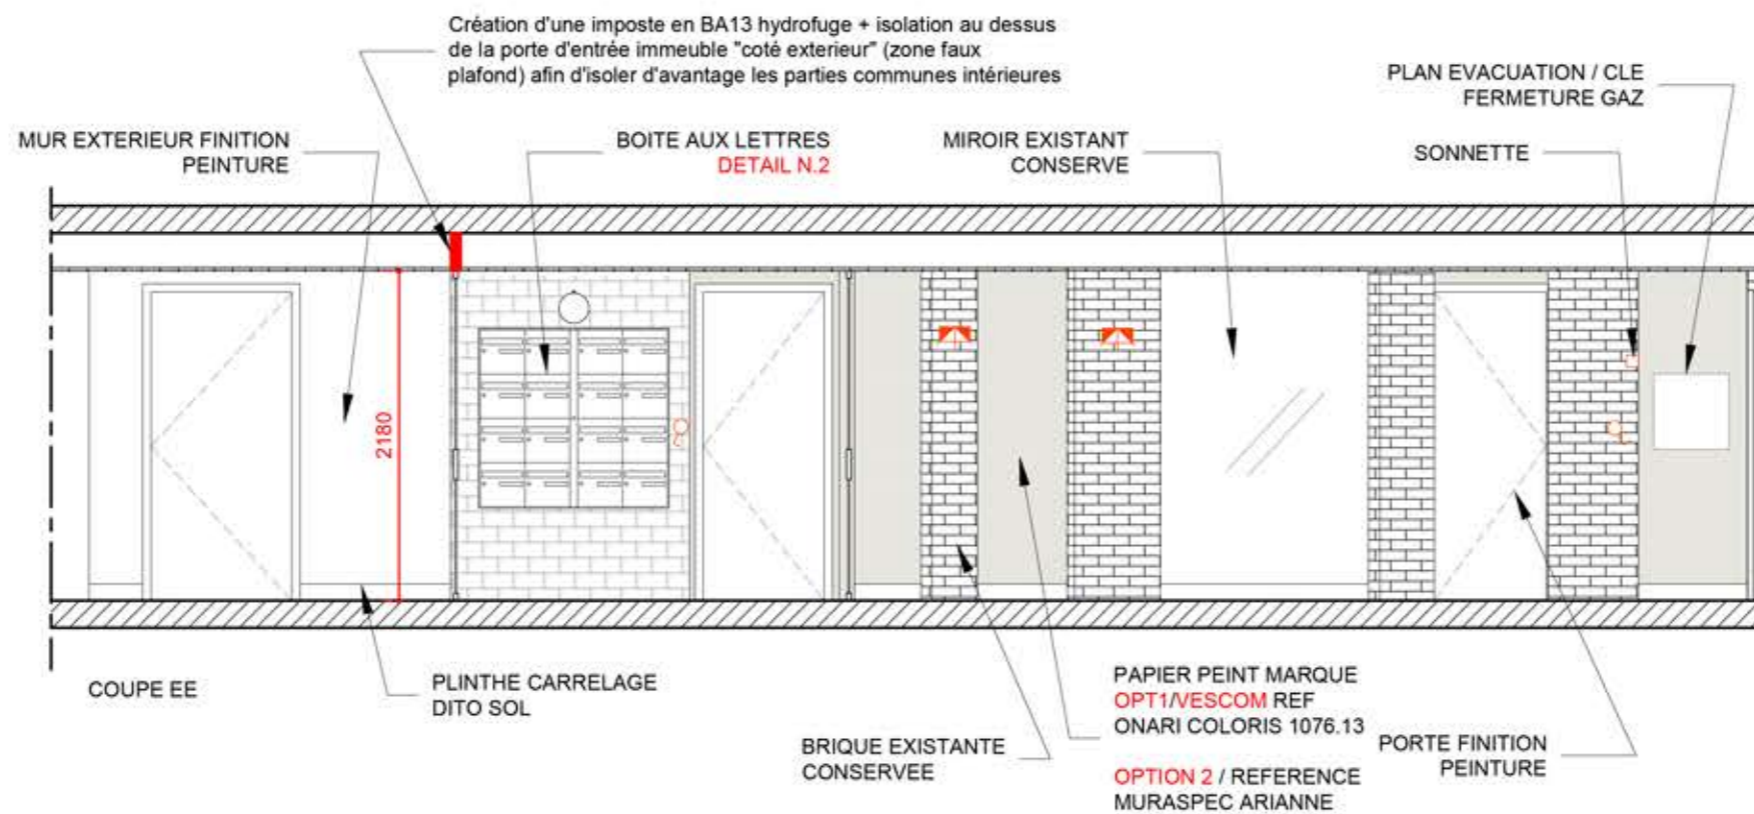 Création d'une imposte en BA13 hydrofuge + isolation au dessus
de la porte d'entrée immeuble "coté exterieur" (zone faux
plafond) afin d'isoler d'avantage les parties communes intérieures
PLAN EVACUATION / CLE
FERMETURE GAZ
MUR EXTERIEUR FINITION
PEINTURE
BOITE AUX LETTRES
DETAIL N.2
MIROIR EXISTANT
CONSERVE
SONNETTE
2180
COUPE EE
PLINTHE CARRELAGE
DITO SOL
BRIQUE EXISTANTE
CONSERVEE
PAPIER PEINT MARQUE
OPT1/VESCOM REF
ONARI COLORIS 1076.13
OPTION 2 / REFERENCE
MURASPEC ARIANNE
PORTE FINITION
PEINTURE